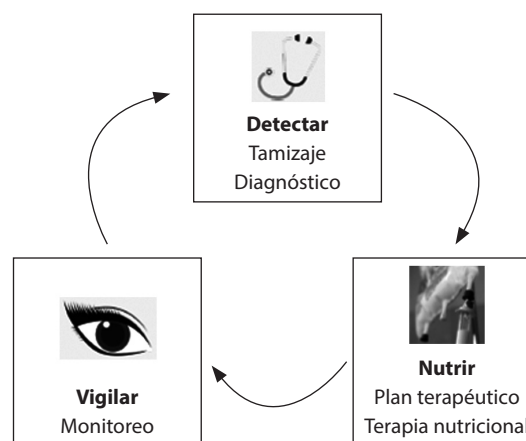 Detectar
Tamizaje
Diagnóstico
Nutrir
Plan terapéutico
Terapia nutricional
Vigilar
Monitoreo